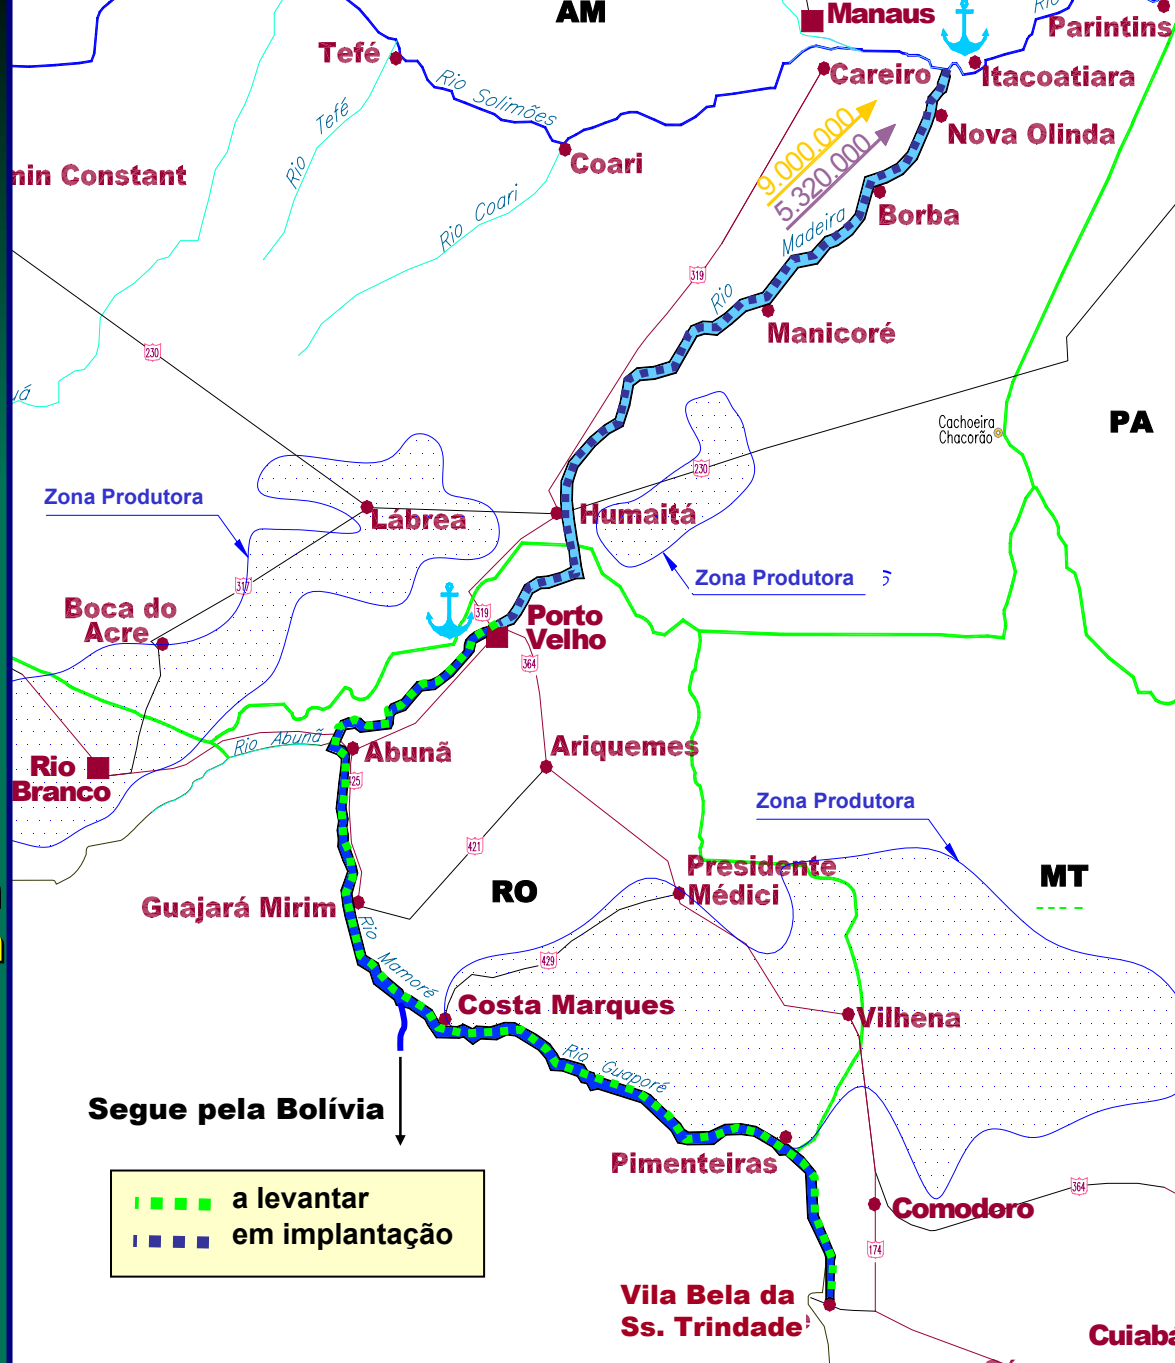 AM
Manaus
Rio
Parintins
Tefé
Careiro
Itacoatiara
Rio Solimões
Rio Tefé
9.000.000
5.320.000
Nova Olinda
Coari
min Constant
Rio Coari
Borba
Rio Madeira
319
Manicoré
230
uá
Cachoeira
Chacorão
PA
230
Zona Produtora
Lábrea
Humaitá
317
Zona Produtora
Boca do
Acre
319
Porto
Velho
364
Rio Abunã
Abunã
Ariquemes
Rio
Branco
425
Zona Produtora
421
Presidente
Médici
RO
MT
Guajará Mirim
Rio Mamoré
429
Costa Marques
Vilhena
Rio Guaporé
Segue pela Bolívia
Pimenteiras
a levantar
em implantação
364
Comodoro
174
Vila Bela da
Ss. Trindade
Cuiabá